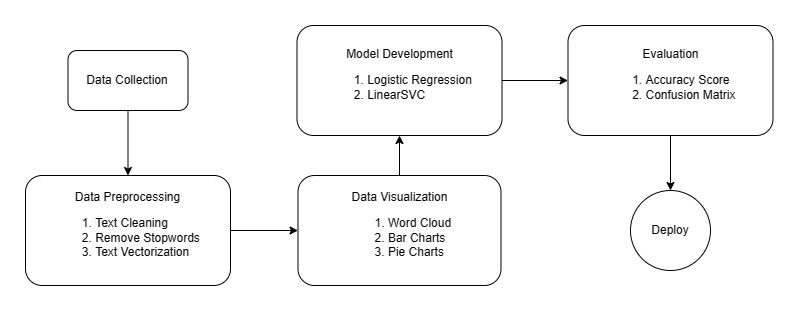 Data Collection
Data Preprocessing
1. Text Cleaning
2. Remove Stopwords
3. Text Vectorization
Data Visualization
1. Word Cloud
2. Bar Charts
3. Pie Charts
Model Development
1. Logistic Regression
2. LinearSVC
Evaluation
1. Accuracy Score
2. Confusion Matrix
Deploy